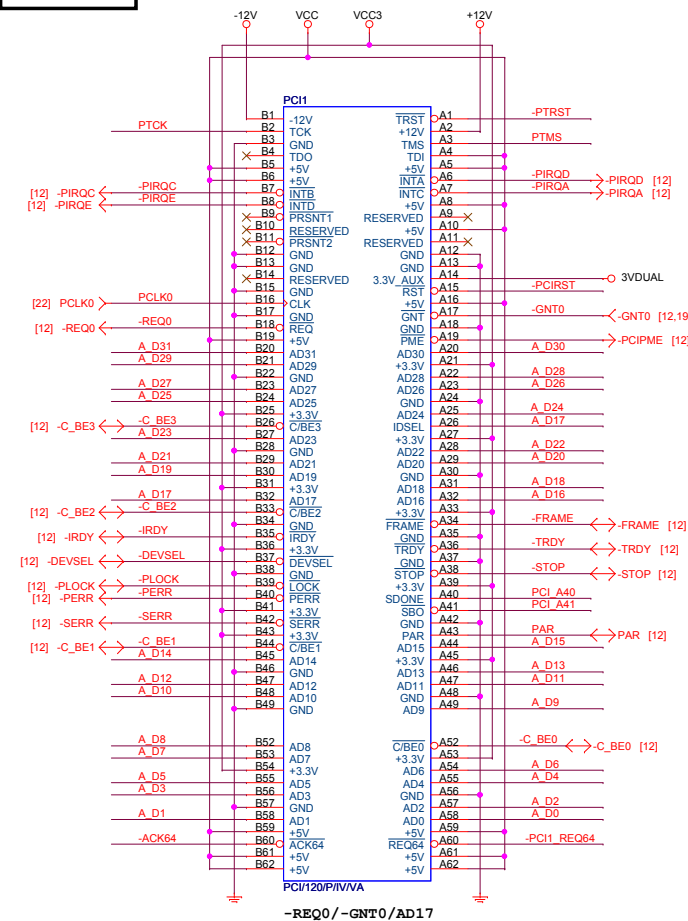 -12V VCC VCC3 +12V
PCI1
B1 -12V TRST A1 -PTRST
PTCK B2 TCK +12V A2
B3 GND TMS A3 PTMS
B4 TDO TDI A4
B5 +5V +5V A5
B6 +5V INTA A6 -PIRQD -PIRQD [12]
[12] -PIRQC -PIRQC B7 INTB INTC A7 -PIRQA -PIRQA [12]
[12] -PIRQE -PIRQE B8 INTD +5V A8
B9 PRSNT1 RESERVED A9
B10 RESERVED +5V A10
B11 PRSNT2 RESERVED A11
B12 GND GND A12
B13 GND GND A13
B14 RESERVED 3.3V_AUX A14 3VDUAL
B15 GND RST A15 -PCIRST
[22] PCLK0 PCLK0 B16 CLK +5V A16
B17 GND GNT A17 -GNT0 -GNT0 [12,19
[12] -REQ0 -REQ0 B18 REQ GND A18
B19 +5V PME A19 -PCIPME [12]
A_D31 B20 AD31 AD30 A20 A_D30
A_D29 B21 AD29 +3.3V A21
B22 GND AD28 A22 A_D28
A_D27 B23 AD27 AD26 A23 A_D26
A_D25 B24 AD25 GND A24
B25 +3.3V AD24 A25 A_D24
[12] -C_BE3 -C_BE3 B26 C/BE3 IDSEL A26 A_D17
A_D23 B27 AD23 +3.3V A27
B28 GND AD22 A28 A_D22
A_D21 B29 AD21 AD20 A29 A_D20
A_D19 B30 AD19 GND A30
B31 +3.3V AD18 A31 A_D18
A_D17 B32 AD17 AD16 A32 A_D16
[12] -C_BE2 -C_BE2 B33 C/BE2 +3.3V A33
B34 GND FRAME A34 -FRAME -FRAME [12]
[12] -IRDY -IRDY B35 IRDY GND A35
B36 +3.3V TRDY A36 -TRDY -TRDY [12]
[12] -DEVSEL -DEVSEL B37 DEVSEL GND A37
B38 GND STOP A38 -STOP -STOP [12]
[12] -PLOCK -PLOCK B39 LOCK +3.3V A39
[12] -PERR -PERR B40 PERR SDONE A40 PCI_A40
B41 +3.3V SBO A41 PCI_A41
[12] -SERR -SERR B42 SERR GND A42
B43 +3.3V PAR A43 PAR PAR [12]
[12] -C_BE1 -C_BE1 B44 C/BE1 AD15 A44 A_D15
A_D14 B45 AD14 +3.3V A45
B46 GND AD13 A46 A_D13
A_D12 B47 AD12 AD11 A47 A_D11
A_D10 B48 AD10 GND A48
B49 GND AD9 A49 A_D9
A_D8 B52 AD8 C/BE0 A52 -C_BE0 -C_BE0 [12]
A_D7 B53 AD7 +3.3V A53
B54 +3.3V AD6 A54 A_D6
A_D5 B55 AD5 AD4 A55 A_D4
A_D3 B56 AD3 GND A56
B57 GND AD2 A57 A_D2
A_D1 B58 AD1 AD0 A58 A_D0
B59 +5V +5V A59
-ACK64 B60 ACK64 REQ64 A60 -PCI1_REQ64
B61 +5V +5V A61
B62 +5V +5V A62
PCI/120/P/IV/VA
-REQ0/-GNT0/AD17